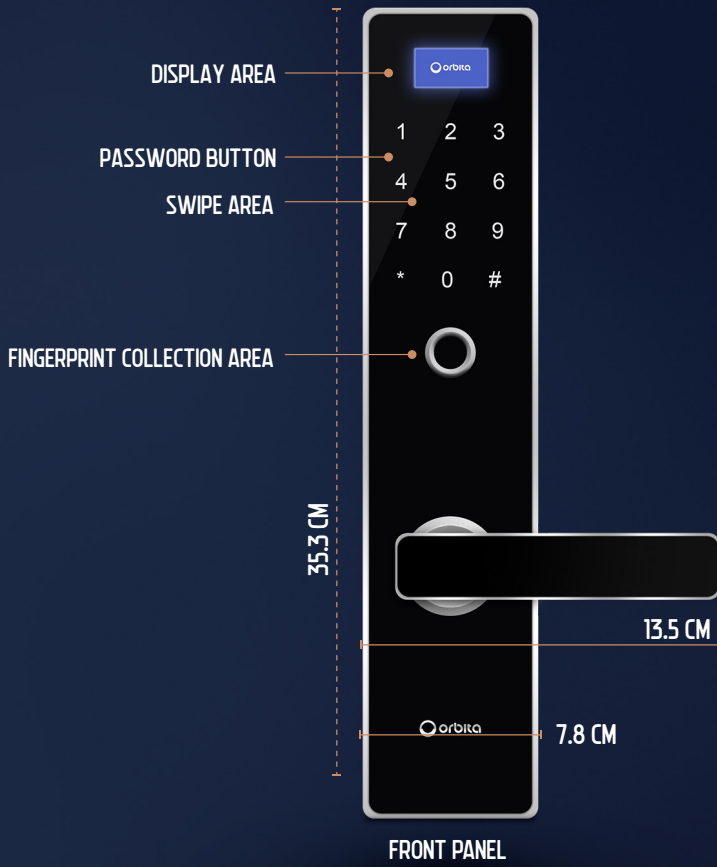 orbita
DISPLAY AREA
1 2 3
PASSWORD BUTTON
4 5 6
SWIPE AREA
7 8 9
* 0 #
FINGERPRINT COLLECTION AREA
35.3 CM
13.5 CM
orbita
7.8 CM
FRONT PANEL